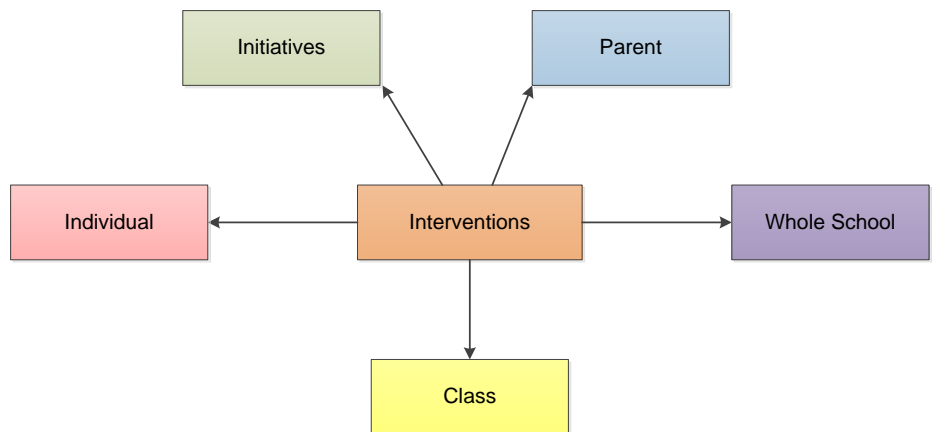 Initiatives
Parent
Individual
Interventions
Whole School
Class